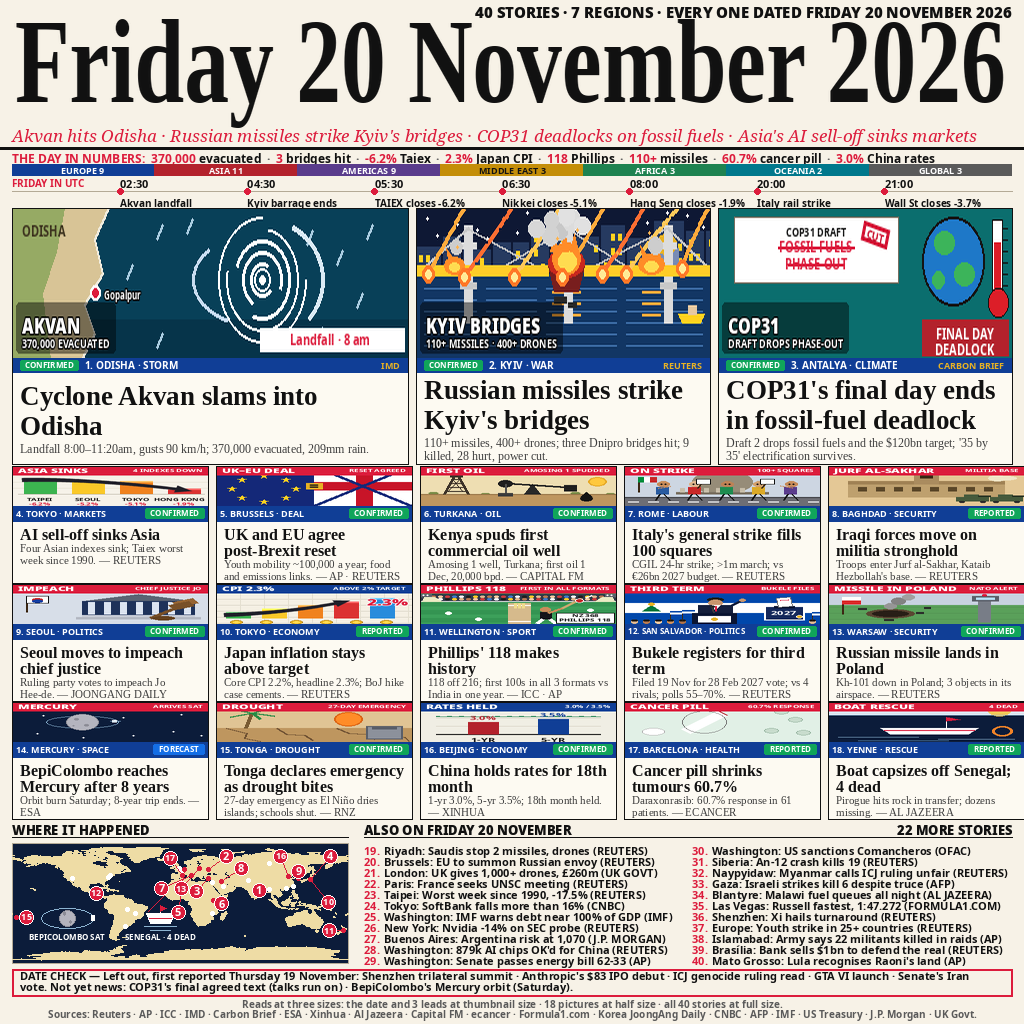 40 STORIES · 7 REGIONS · EVERY ONE DATED FRIDAY 20 NOVEMBER 2026
Friday 20 November 2026
Akvan hits Odisha · Russian missiles strike Kyiv's bridges · COP31 deadlocks on fossil fuels · Asia's AI sell-off sinks markets
THE DAY IN NUMBERS: 370,000 evacuated · 3 bridges hit · -6.2% Taiex · 2.3% Japan CPI · 118 Phillips · 110+ missiles · 60.7% cancer pill · 3.0% China rates
EUROPE 9 ASIA 11 AMERICAS 9 MIDDLE EAST 3 AFRICA 3 OCEANIA 2 GLOBAL 3
FRIDAY IN UTC 02:30 04:30 05:30 06:30 08:00 20:00 21:00
Akvan landfall Kyiv barrage ends TAIEX closes -6.2% Nikkei closes -5.1% Hang Seng closes -1.9% Italy rail strike Wall St closes -3.7%
ODISHA
Gopalpur
AKVAN
370,000 EVACUATED
Landfall · 8 am
CONFIRMED 1. ODISHA · STORM IMD
Cyclone Akvan slams into
Odisha
Landfall 8:00–11:20am, gusts 90 km/h; 370,000 evacuated, 209mm rain.
KYIV BRIDGES
110+ MISSILES · 400+ DRONES
CONFIRMED 2. KYIV · WAR REUTERS
Russian missiles strike
Kyiv's bridges
110+ missiles, 400+ drones; three Dnipro bridges hit; 9
killed, 28 hurt, power cut.
COP31 DRAFT
FOSSIL FUELS
PHASE-OUT
CUT
COP31
DRAFT DROPS PHASE-OUT
FINAL DAY
DEADLOCK
CONFIRMED 3. ANTALYA · CLIMATE CARBON BRIEF
COP31's final day ends
in fossil-fuel deadlock
Draft 2 drops fossil fuels and the $120bn target; '35 by
35' electrification survives.
ASIA SINKS 4 INDEXES DOWN
TAIPEI SEOUL TOKYO HONG KONG
-6.2% -5.1% -1.9%
4. TOKYO · MARKETS CONFIRMED
AI sell-off sinks Asia
Four Asian indexes sink; Taiex worst
week since 1990. — REUTERS
UK–EU DEAL RESET AGREED
5. BRUSSELS · DEAL CONFIRMED
UK and EU agree
post-Brexit reset
Youth mobility ~100,000 a year; food
and emissions links. — AP · REUTERS
FIRST OIL AMOSING 1 SPUDDED
6. TURKANA · OIL CONFIRMED
Kenya spuds first
commercial oil well
Amosing 1 well, Turkana; first oil 1
Dec, 20,000 bpd. — CAPITAL FM
ON STRIKE 100+ SQUARES
7. ROME · LABOUR CONFIRMED
Italy's general strike fills
100 squares
CGIL 24-hr strike; >1m march; vs
€26bn 2027 budget. — REUTERS
JURF AL-SAKHAR MILITIA BASE
8. BAGHDAD · SECURITY REPORTED
Iraqi forces move on
militia stronghold
Troops enter Jurf al-Sakhar, Kataib
Hezbollah's base. — REUTERS
IMPEACH CHIEF JUSTICE JO
9. SEOUL · POLITICS CONFIRMED
Seoul moves to impeach
chief justice
Ruling party votes to impeach Jo
Hee-de. — JOONGANG DAILY
CPI 2.3% ABOVE 2% TARGET
2.3%
10. TOKYO · ECONOMY REPORTED
Japan inflation stays
above target
Core CPI 2.2%, headline 2.3%; BoJ hike
case cements. — REUTERS
PHILLIPS 118 FIRST IN ALL FORMATS
NZ 368
PHILLIPS 118
11. WELLINGTON · SPORT CONFIRMED
Phillips' 118 makes
history
118 off 216; first 100s in all 3 formats vs
India in one year. — ICC · AP
THIRD TERM BUKELE FILES
2027
12. SAN SALVADOR · POLITICS CONFIRMED
Bukele registers for third
term
Filed 19 Nov for 28 Feb 2027 vote; vs 4
rivals; polls 55–70%. — REUTERS
MISSILE IN POLAND NATO ALERT
13. WARSAW · SECURITY CONFIRMED
Russian missile lands in
Poland
Kh-101 down in Poland; 3 objects in its
airspace. — REUTERS
MERCURY ARRIVES SAT
14. MERCURY · SPACE FORECAST
BepiColombo reaches
Mercury after 8 years
Orbit burn Saturday; 8-year trip ends. —
ESA
DROUGHT 27-DAY EMERGENCY
15. TONGA · DROUGHT CONFIRMED
Tonga declares emergency
as drought bites
27-day emergency as El Niño dries
islands; schools shut. — RNZ
RATES HELD 3.0% / 3.5%
3.0% 3.5%
1-YR 5-YR
16. BEIJING · ECONOMY CONFIRMED
China holds rates for 18th
month
1-yr 3.0%, 5-yr 3.5%; 18th month held.
— XINHUA
CANCER PILL 60.7% RESPONSE
17. BARCELONA · HEALTH REPORTED
Cancer pill shrinks
tumours 60.7%
Daraxonrasib: 60.7% response in 61
patients. — ECANCER
BOAT RESCUE 4 DEAD
18. YENNE · RESCUE REPORTED
Boat capsizes off Senegal;
4 dead
Pirogue hits rock in transfer; dozens
missing. — AL JAZEERA
WHERE IT HAPPENED
17 2 16 4
8 9
7 13 3 1
12 6 10
5
15 11
BEPICOLOMBO SAT SENEGAL · 4 DEAD
ALSO ON FRIDAY 20 NOVEMBER 22 MORE STORIES
19. Riyadh: Saudis stop 2 missiles, drones (REUTERS)
20. Brussels: EU to summon Russian envoy (REUTERS)
21. London: UK gives 1,000+ drones, £260m (UK GOVT)
22. Paris: France seeks UNSC meeting (REUTERS)
23. Taipei: Worst week since 1990, -17.5% (REUTERS)
24. Tokyo: SoftBank falls more than 16% (CNBC)
25. Washington: IMF warns debt near 100% of GDP (IMF)
26. New York: Nvidia -14% on SEC probe (REUTERS)
27. Buenos Aires: Argentina risk at 1,070 (J.P. MORGAN)
28. Washington: 879k AI chips OK'd for China (REUTERS)
29. Washington: Senate passes energy bill 62-33 (AP)
30. Washington: US sanctions Comancheros (OFAC)
31. Siberia: An-12 crash kills 19 (REUTERS)
32. Naypyidaw: Myanmar calls ICJ ruling unfair (REUTERS)
33. Gaza: Israeli strikes kill 6 despite truce (AFP)
34. Blantyre: Malawi fuel queues all night (AL JAZEERA)
35. Las Vegas: Russell fastest, 1:47.272 (FORMULA1.COM)
36. Shenzhen: Xi hails turnaround (REUTERS)
37. Europe: Youth strike in 25+ countries (REUTERS)
38. Islamabad: Army says 22 militants killed in raids (AP)
39. Brasília: Bank sells $1bn to defend the real (REUTERS)
40. Mato Grosso: Lula recognises Raoni's land (AP)
DATE CHECK — Left out, first reported Thursday 19 November: Shenzhen trilateral summit · Anthropic's $83 IPO debut · ICJ genocide ruling read · GTA VI launch · Senate's Iran
vote. Not yet news: COP31's final agreed text (talks run on) · BepiColombo's Mercury orbit (Saturday).
Reads at three sizes: the date and 3 leads at thumbnail size · 18 pictures at half size · all 40 stories at full size.
Sources: Reuters · AP · ICC · IMD · Carbon Brief · ESA · Xinhua · Al Jazeera · Capital FM · ecancer · Formula1.com · Korea JoongAng Daily · CNBC · AFP · IMF · US Treasury · J.P. Morgan · UK Govt.